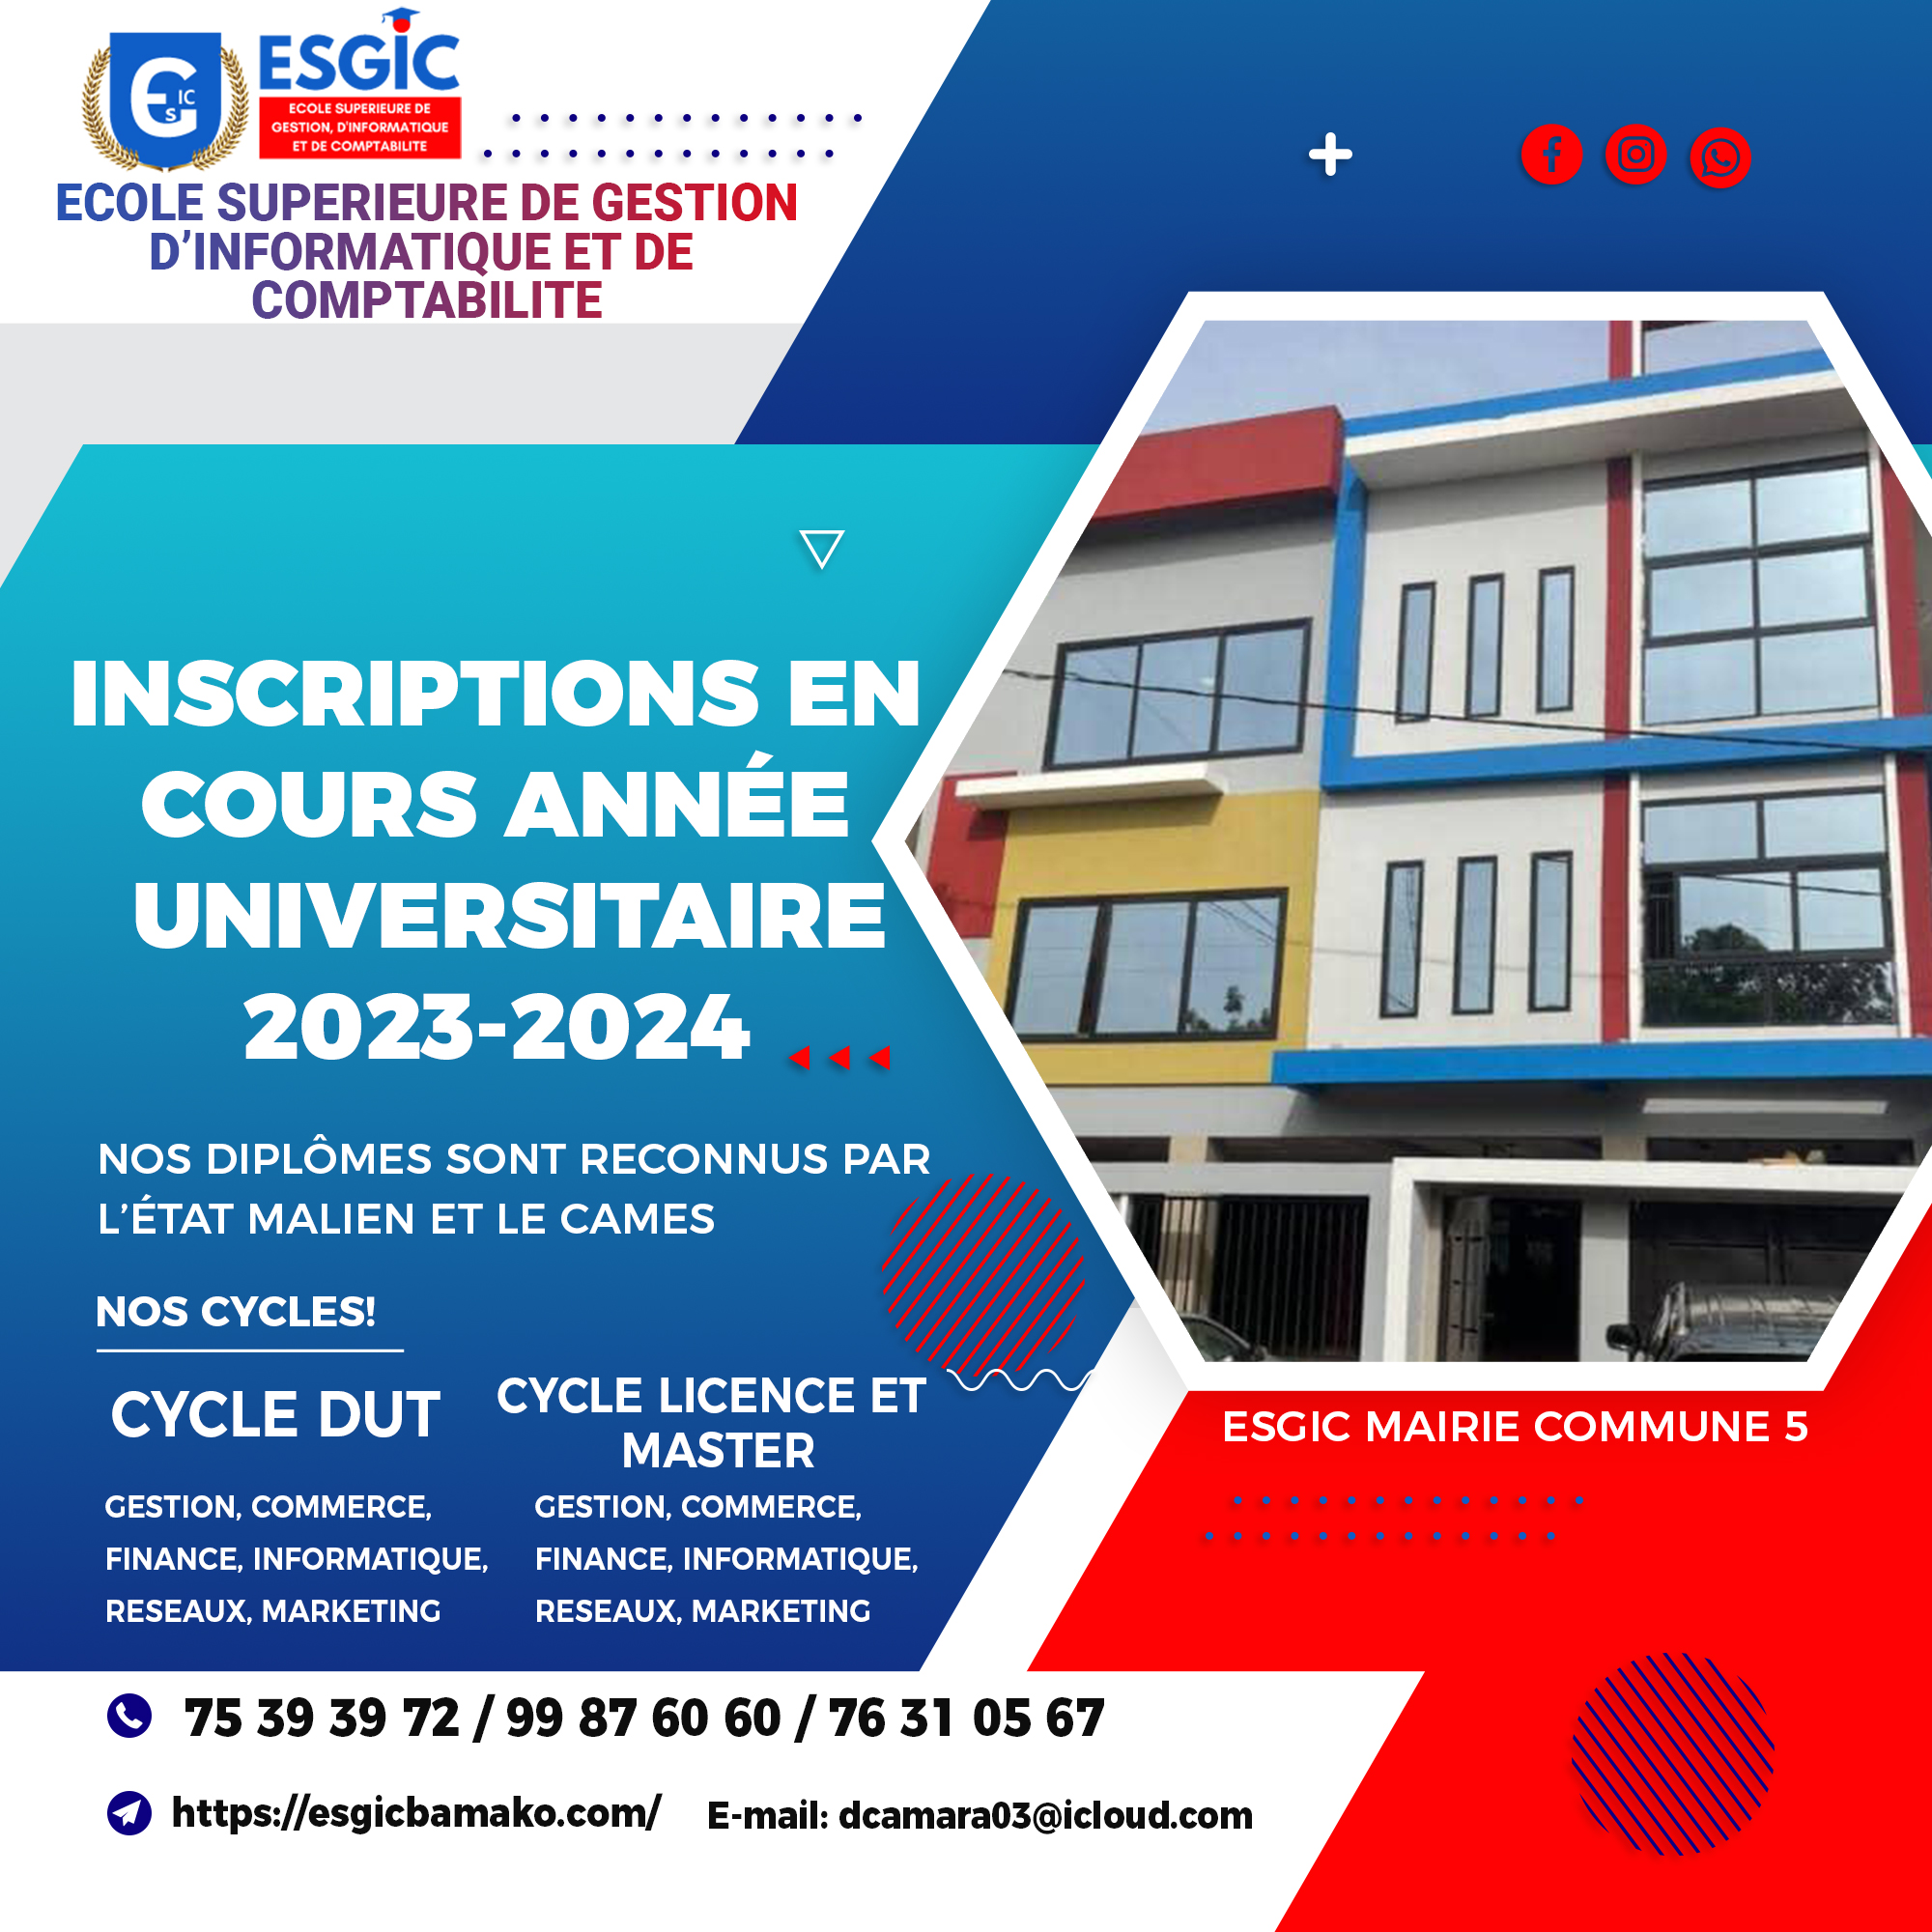 ESGIC
ECOLE SUPERIEURE DE
GESTION, D'INFORMATIQUE
ET DE COMPTABILITE
ECOLE SUPERIEURE DE GESTION
D’INFORMATIQUE ET DE
COMPTABILITE
INSCRIPTIONS EN
COURS ANNÉE
UNIVERSITAIRE
2023-2024
NOS DIPLÔMES SONT RECONNUS PAR
L’ÉTAT MALIEN ET LE CAMES
NOS CYCLES!
CYCLE DUT
GESTION, COMMERCE,
FINANCE, INFORMATIQUE,
RESEAUX, MARKETING
CYCLE LICENCE ET
MASTER
GESTION, COMMERCE,
FINANCE, INFORMATIQUE,
RESEAUX, MARKETING
ESGIC MAIRIE COMMUNE 5
75 39 39 72 / 99 87 60 60 / 76 31 05 67
https://esgicbamako.com/
E-mail: dcamara03@icloud.com